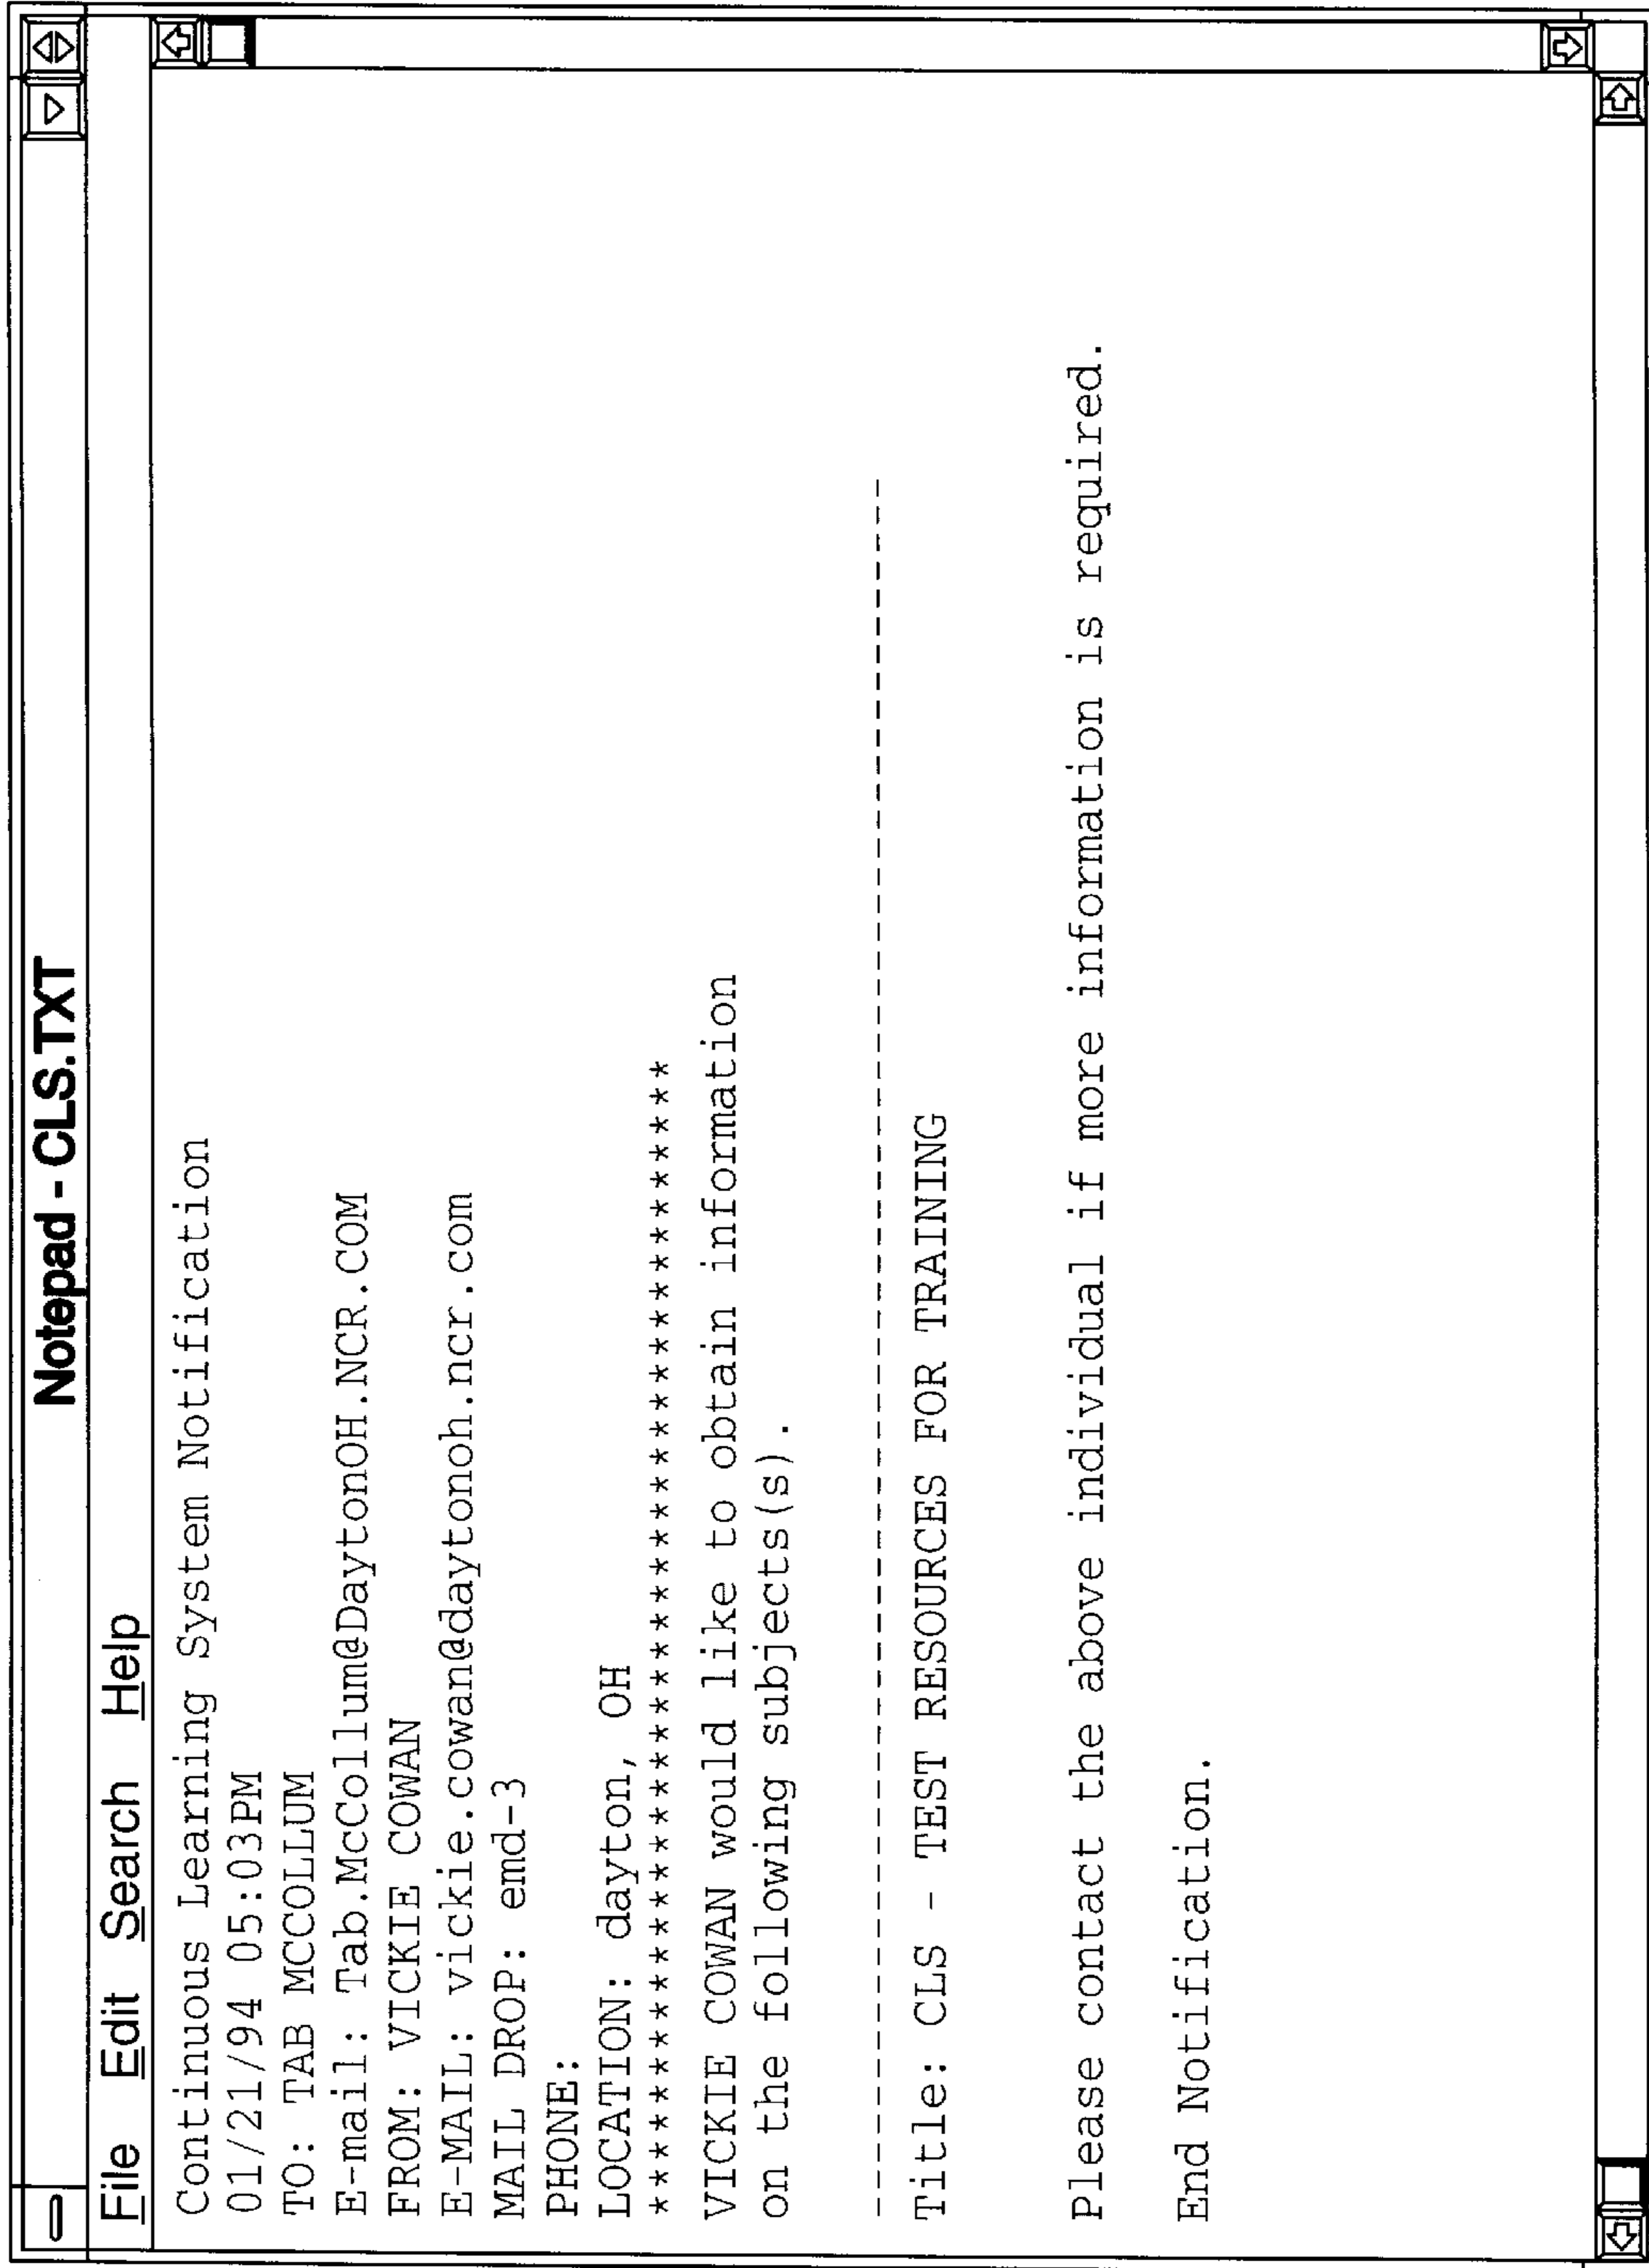 Notepad - CLS.TXT
File Edit Search Help
Continuous Learning System Notification
01/21/94 05:03PM
TO: TAB MCCOLLUM
E-mail: Tab.McCollum@DaytonOH.NCR.COM
FROM: VICKIE COWAN
E-MAIL: vickie.cowan@daytonoh.ncr.com
MAIL DROP: emd-3
PHONE:
LOCATION: dayton, OH
*******************************************
VICKIE COWAN would like to obtain information
on the following subjects(s).
----------------------------------------------------------------
Title: CLS - TEST RESOURCES FOR TRAINING
Please contact the above individual if more information is required.
End Notification.